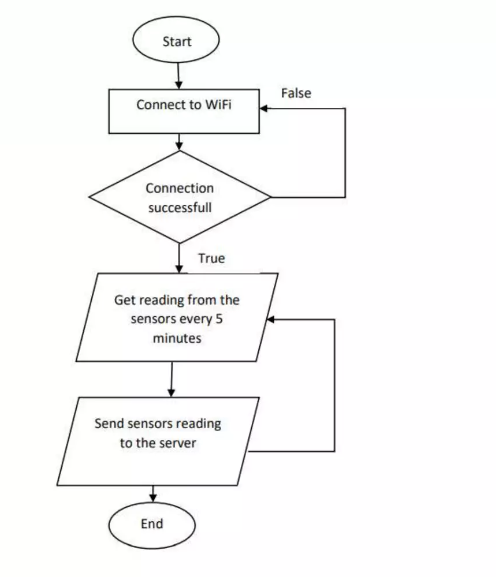 Start
Connect to WiFi
False
Connection
successfull
True
Get reading from the
sensors every 5
minutes
Send sensors reading
to the server
End